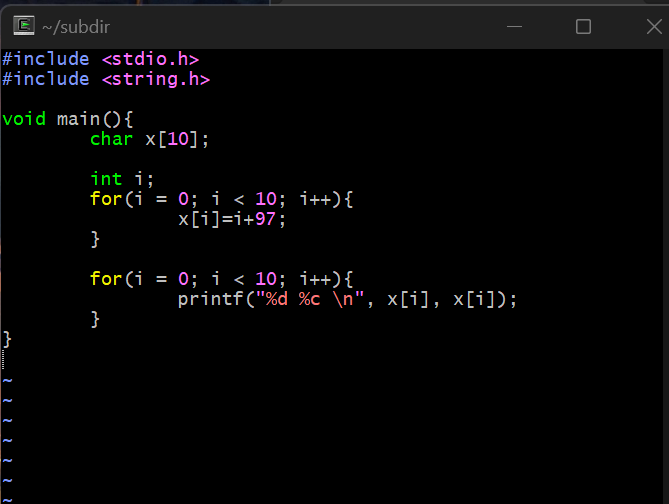 ~/subdir
#include <stdio.h>
#include <string.h>
void main(){
char x[10];
int i;
for(i = 0; i < 10; i++){
x[i]=i+97;
}
for(i = 0; i < 10; i++){
printf("%d %c \n", x[i], x[i]);
}
}
~
~
~
~
~
~
~